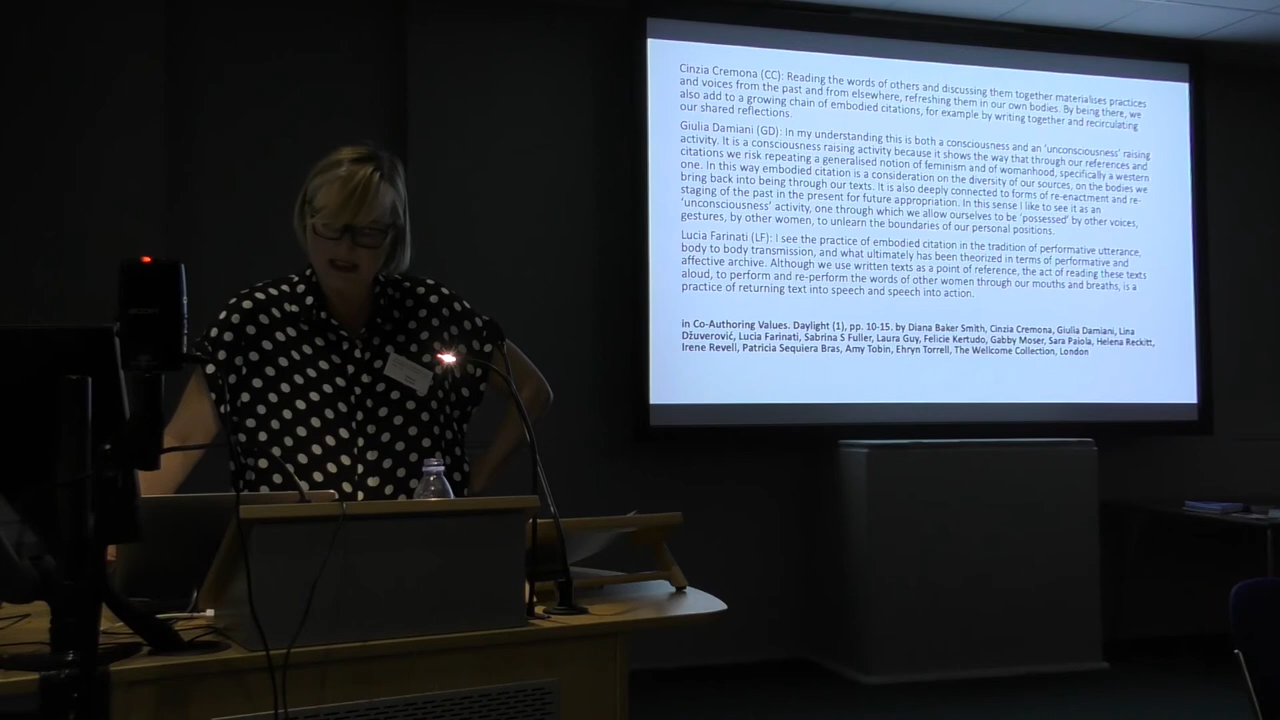 Cinzia Cremona (CC): Reading the words of others and discussing them together materialises practices
and voices from the past and from elsewhere, refreshing them in our own bodies. By being there, we
also add to a growing chain of embodied citations, for example by writing together and recirculating
our shared reflections.
Giulia Damiani (GD): In my understanding this is both a consciousness and an 'unconsciousness' raising
activity. It is a consciousness raising activity because it shows the way that through our references and
citations we risk repeating a generalised notion of feminism and of womanhood, specifically a western
one. In this way embodied citation is a consideration on the diversity of our sources, on the bodies we
bring back into being through our texts. It is also deeply connected to forms of re-enactment and re-
staging of the past in the present for future appropriation. In this sense I like to see it as an
'unconsciousness' activity, one through which we allow ourselves to be 'possessed' by other voices,
gestures, by other women, to unlearn the boundaries of our personal positions.
Lucia Farinati (LF): I see the practice of embodied citation in the tradition of performative utterance,
body to body transmission, and what ultimately has been theorized in terms of performative and
affective archive. Although we use written texts as a point of reference, the act of reading these texts
aloud, to perform and re-perform the words of other women through our mouths and breaths, is a
practice of returning text into speech and speech into action.
in Co-Authoring Values. Daylight (1), pp. 10-15. by Diana Baker Smith, Cinzia Cremona, Giulia Damiani, Lina
Džuverović, Lucia Farinati, Sabrina S Fuller, Laura Guy, Felicie Kertudo, Gabby Moser, Sara Paiola, Helena Reckitt,
Irene Revell, Patricia Sequiera Bras, Amy Tobin, Ehryn Torrell, The Wellcome Collection, London